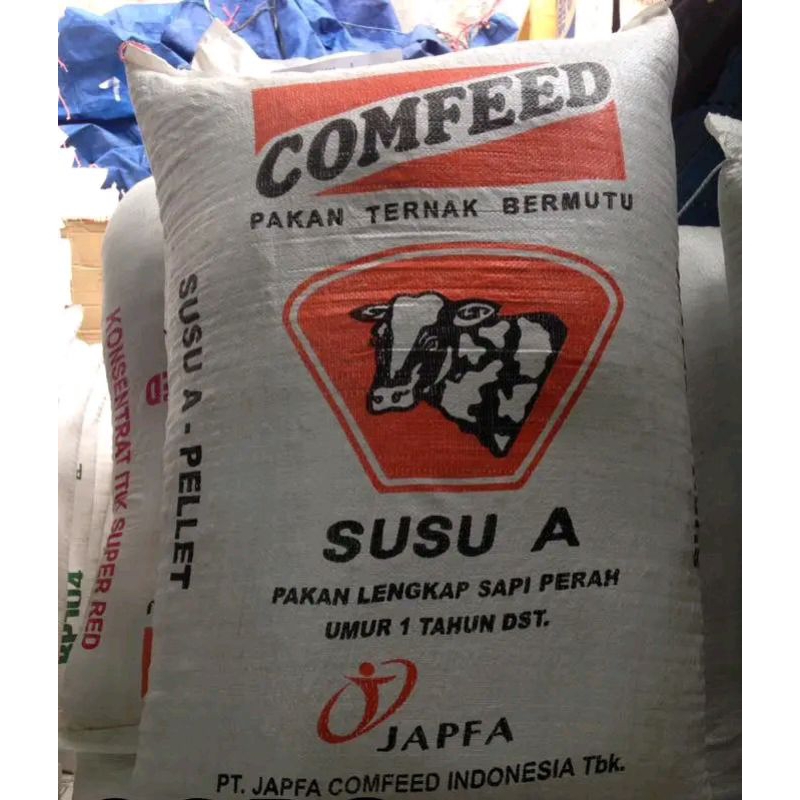 COMFEED
PAKAN TERNAK BERMUTU
SUSU A - PELLET
SUSU A
PAKAN LENGKAP SAPI PERAH
UMUR 1 TAHUN DST.
JAPFA
PT. JAPFA COMFEED INDONESIA Tbk.
KONSENTRAT ITIK SUPER RED